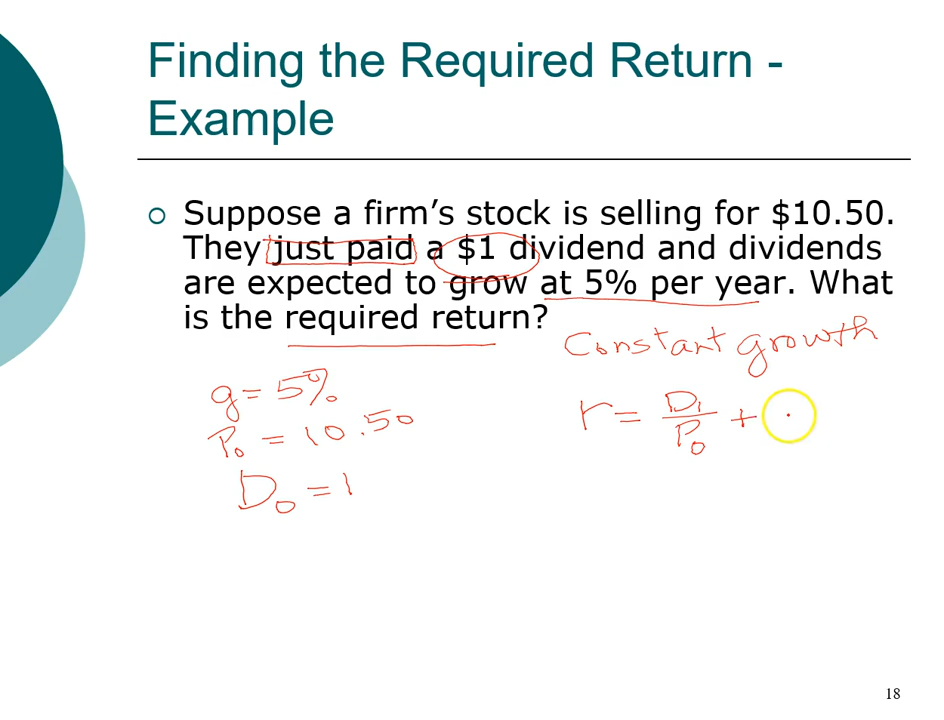 Finding the Required Return -
Example
Suppose a firm's stock is selling for $10.50.
They just paid a $1 dividend and dividends
are expected to grow at 5% per year. What
is the required return?
Constant growth
g = 5%
P₀ = 10.50
r = D₁/P₀ +
D₀ = 1
18